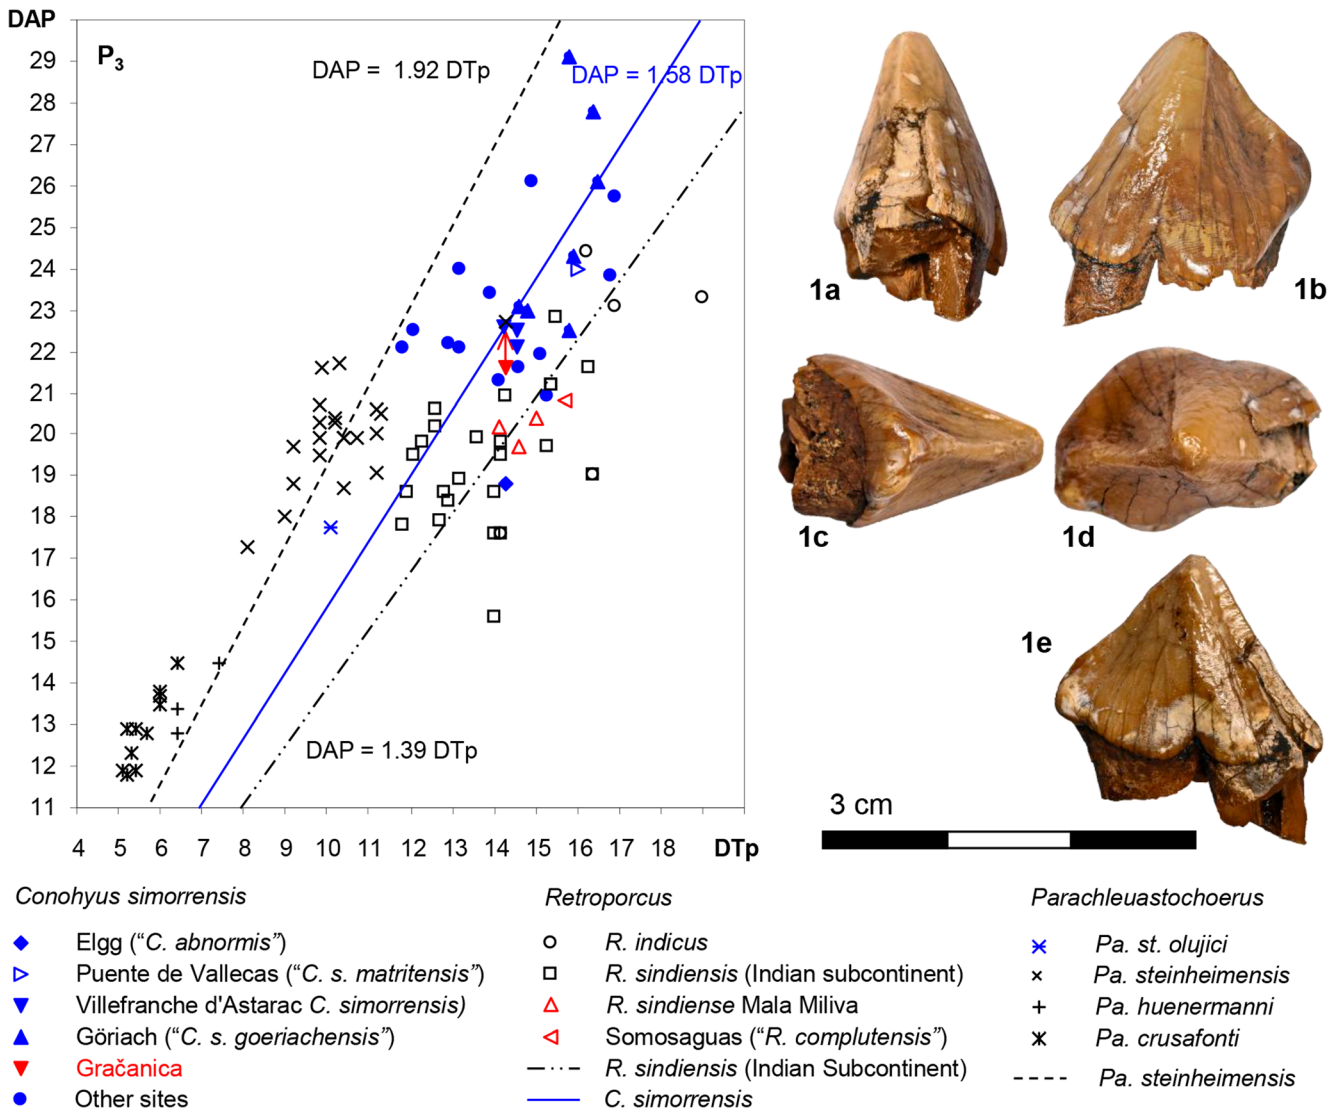 DAP
P3
DAP = 1.92 DTp
DAP = 1.58 DTp
DAP = 1.39 DTp
29
28
27
26
25
24
23
22
21
20
19
18
17
16
15
14
13
12
11
4 5 6 7 8 9 10 11 12 13 14 15 16 17 18 DTp
1a
1b
1c
1d
1e
3 cm
Conohyus simorrensis
Elgg ("C. abnormis")
Puente de Vallecas ("C. s. matritensis")
Villefranche d'Astarac C. simorrensis)
Göriach ("C. s. goeriachensis")
Gračanica
Other sites
Retroporcus
R. indicus
R. sindiensis (Indian subcontinent)
R. sindiense Mala Miliva
Somosaguas ("R. complutensis")
R. sindiensis (Indian Subcontinent)
C. simorrensis
Parachleuastochoerus
Pa. st. olujici
Pa. steinheimensis
Pa. huenermanni
Pa. crusafonti
Pa. steinheimensis